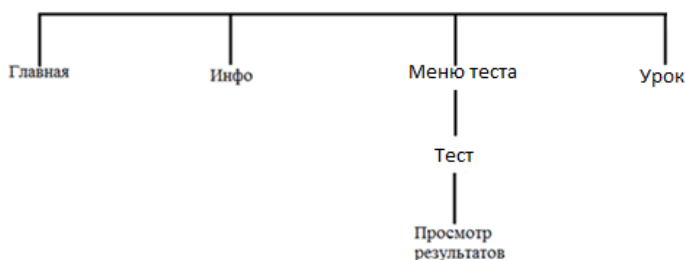 Главная
Инфо
Меню теста
Урок
Тест
Просмотр
результатов